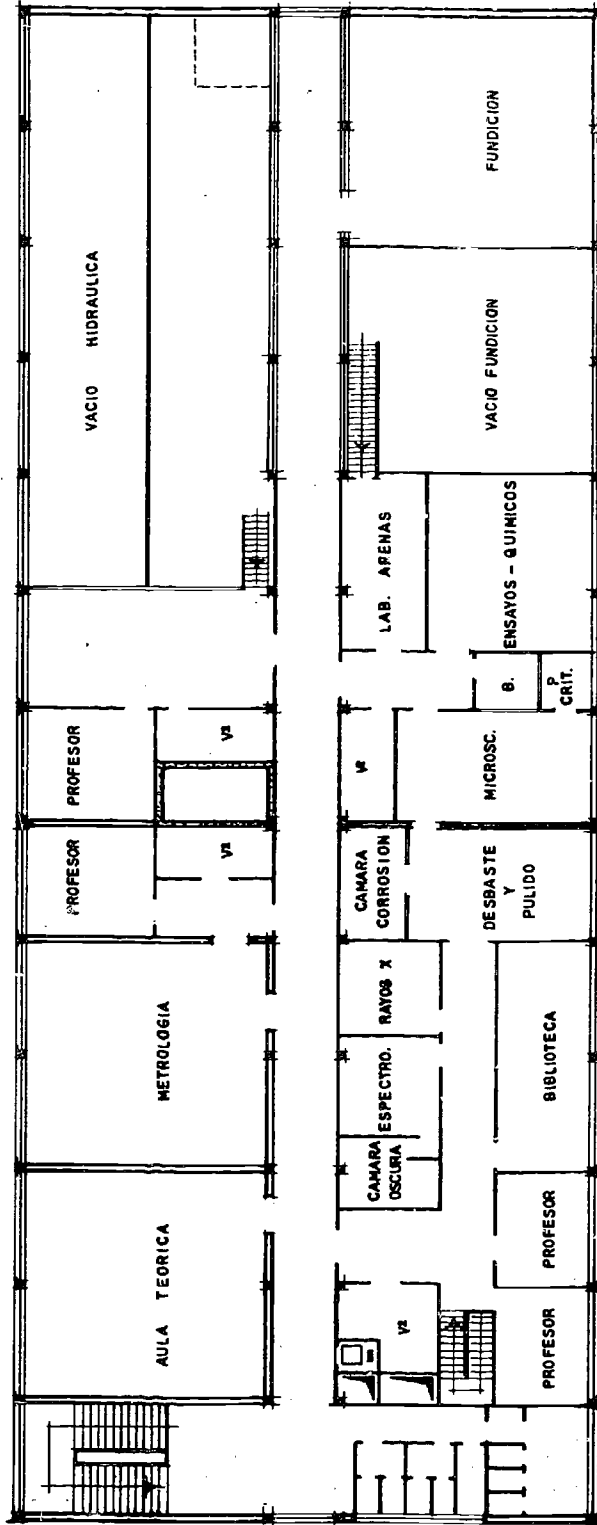 AULA TEORICA
METROLOGIA
PROFESOR
PROFESOR
V2
V2
VACIO HIDRAULICA
PROFESOR
PROFESOR
V2
CAMARA
OSCURA
ESPECTRO.
RAYOS X
BIBLIOTECA
CAMARA
CORROSION
DESBASTE
Y
PULIDO
V2
MICROSC.
B.
P
CRIT.
LAB. ARENAS
ENSAYOS - QUIMICOS
VACIO FUNDICION
FUNDICION